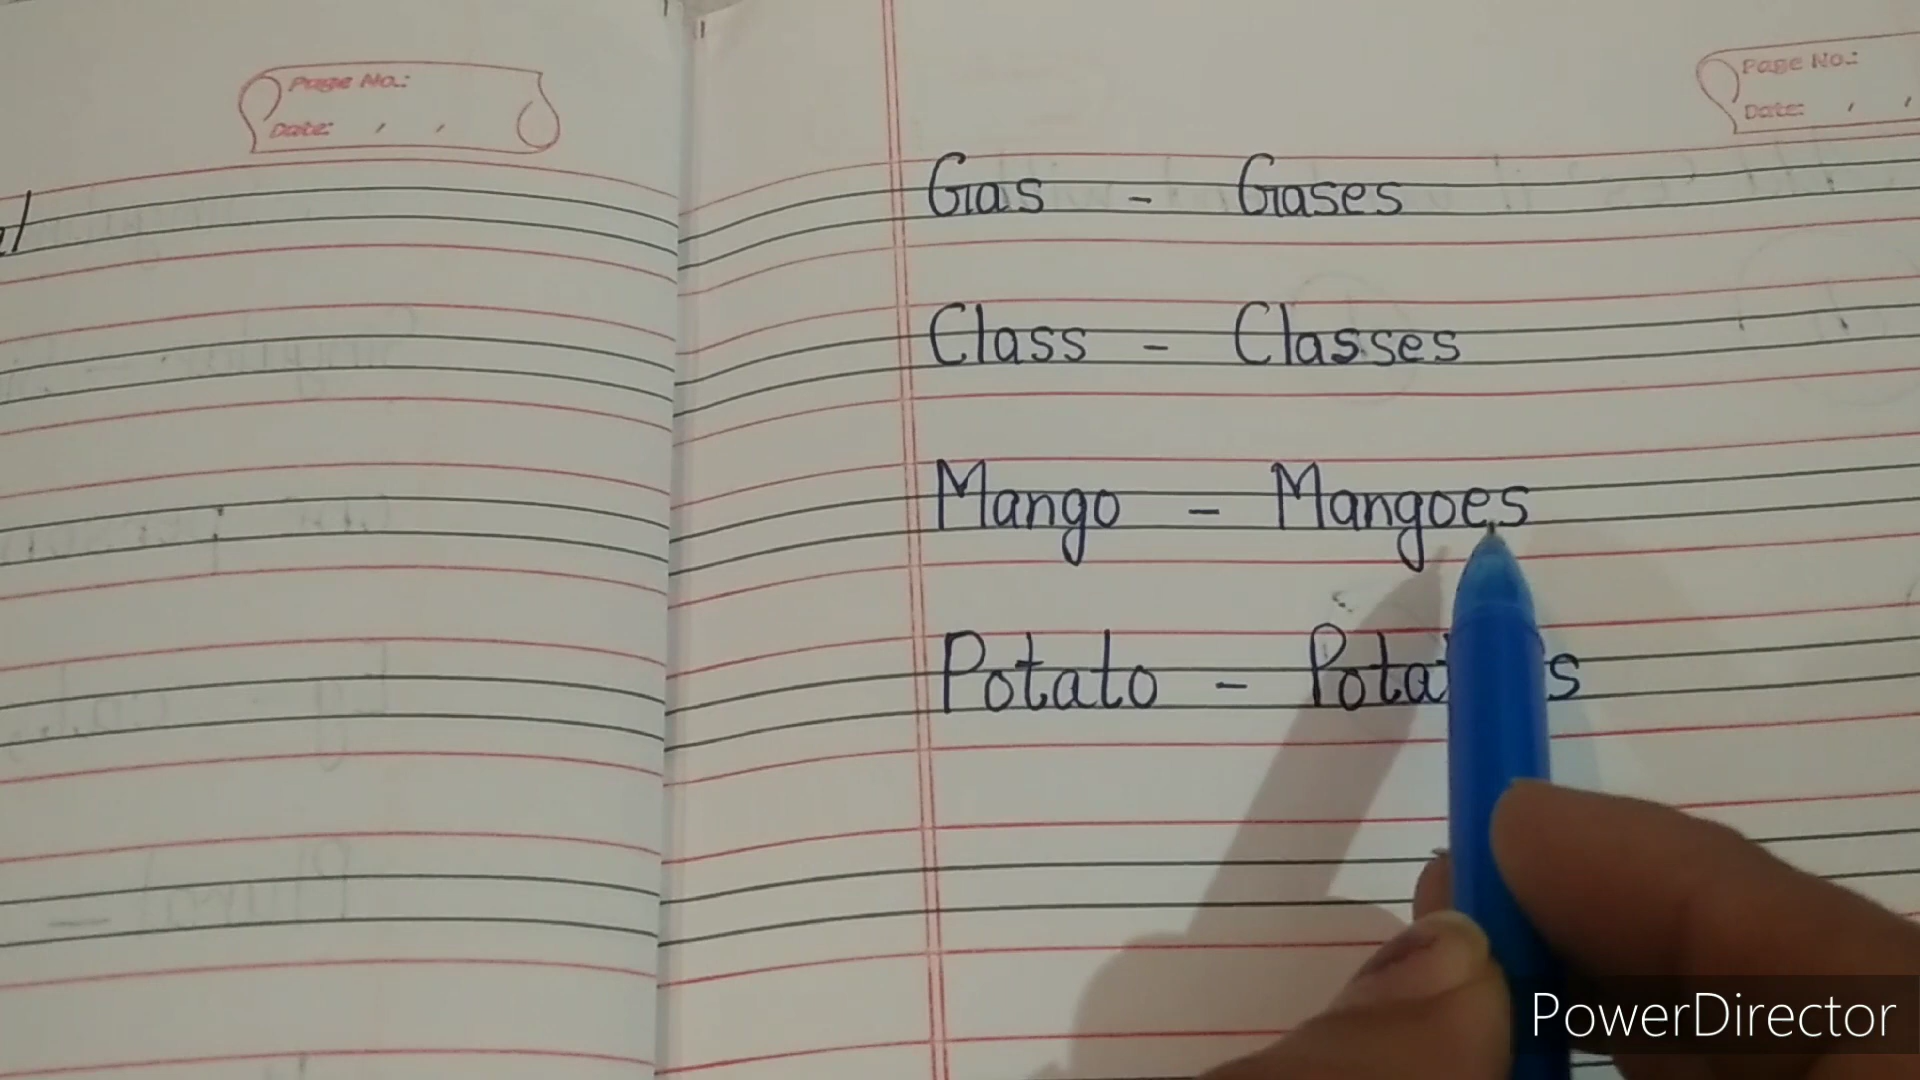 Page No.:
Date:
Page No.:
Date:
Gas - Gases
Class - Classes
Mango - Mangoes
Potato -
PowerDirector